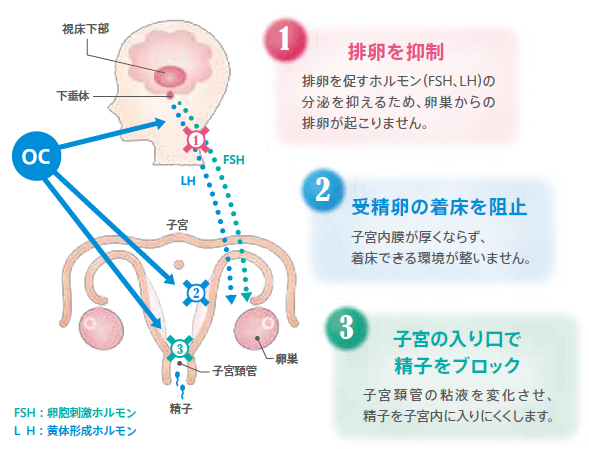 視床下部
下垂体
OC
1
FSH
LH
子宮
2
3
卵巣
子宮頚管
精子
FSH：卵胞刺激ホルモン
L H：黄体形成ホルモン
1
排卵を抑制
排卵を促すホルモン(FSH、LH)の
分泌を抑えるため、卵巣からの
排卵が起こりません。
2
受精卵の着床を阻止
子宮内膜が厚くならず、
着床できる環境が整いません。
3
子宮の入り口で
精子をブロック
子宮頚管の粘液を変化させ、
精子を子宮内に入りにくくします。